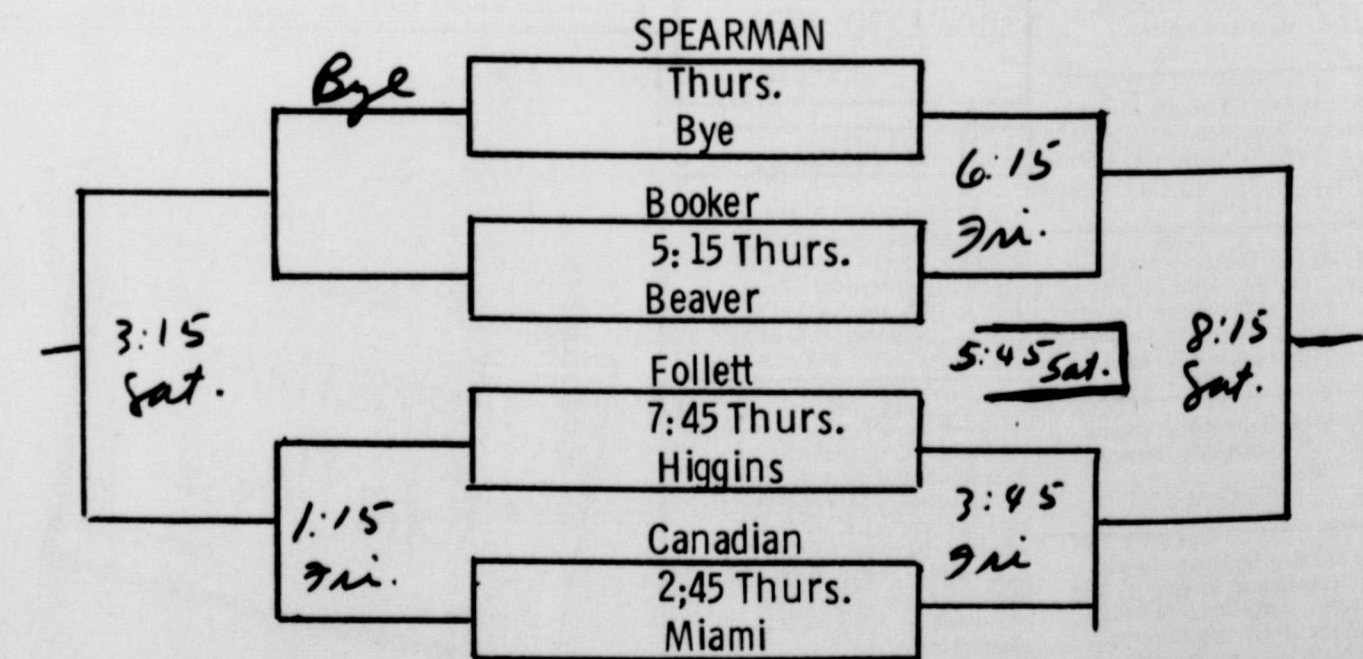 SPEARMAN
Bye
Thurs.
Bye
6:15
Fri.
Booker
5:15 Thurs.
Beaver
3:15
Sat.
5:45 Sat.
8:15
Sat.
Follett
7:45 Thurs.
Higgins
1:15
Fri.
3:45
Fri
Canadian
2;45 Thurs.
Miami